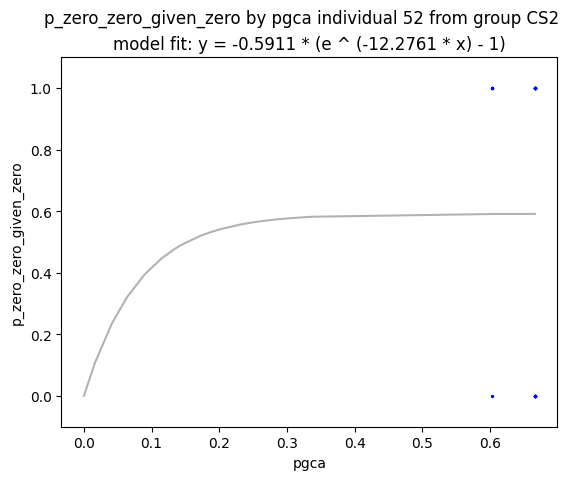 p_zero_zero_given_zero by pgca individual 52 from group CS2
model fit: y = -0.5911 * (e ^ (-12.2761 * x) - 1)
1.0
0.8
0.6
0.4
0.2
0.0
p_zero_zero_given_zero
0.0 0.1 0.2 0.3 0.4 0.5 0.6
pgca